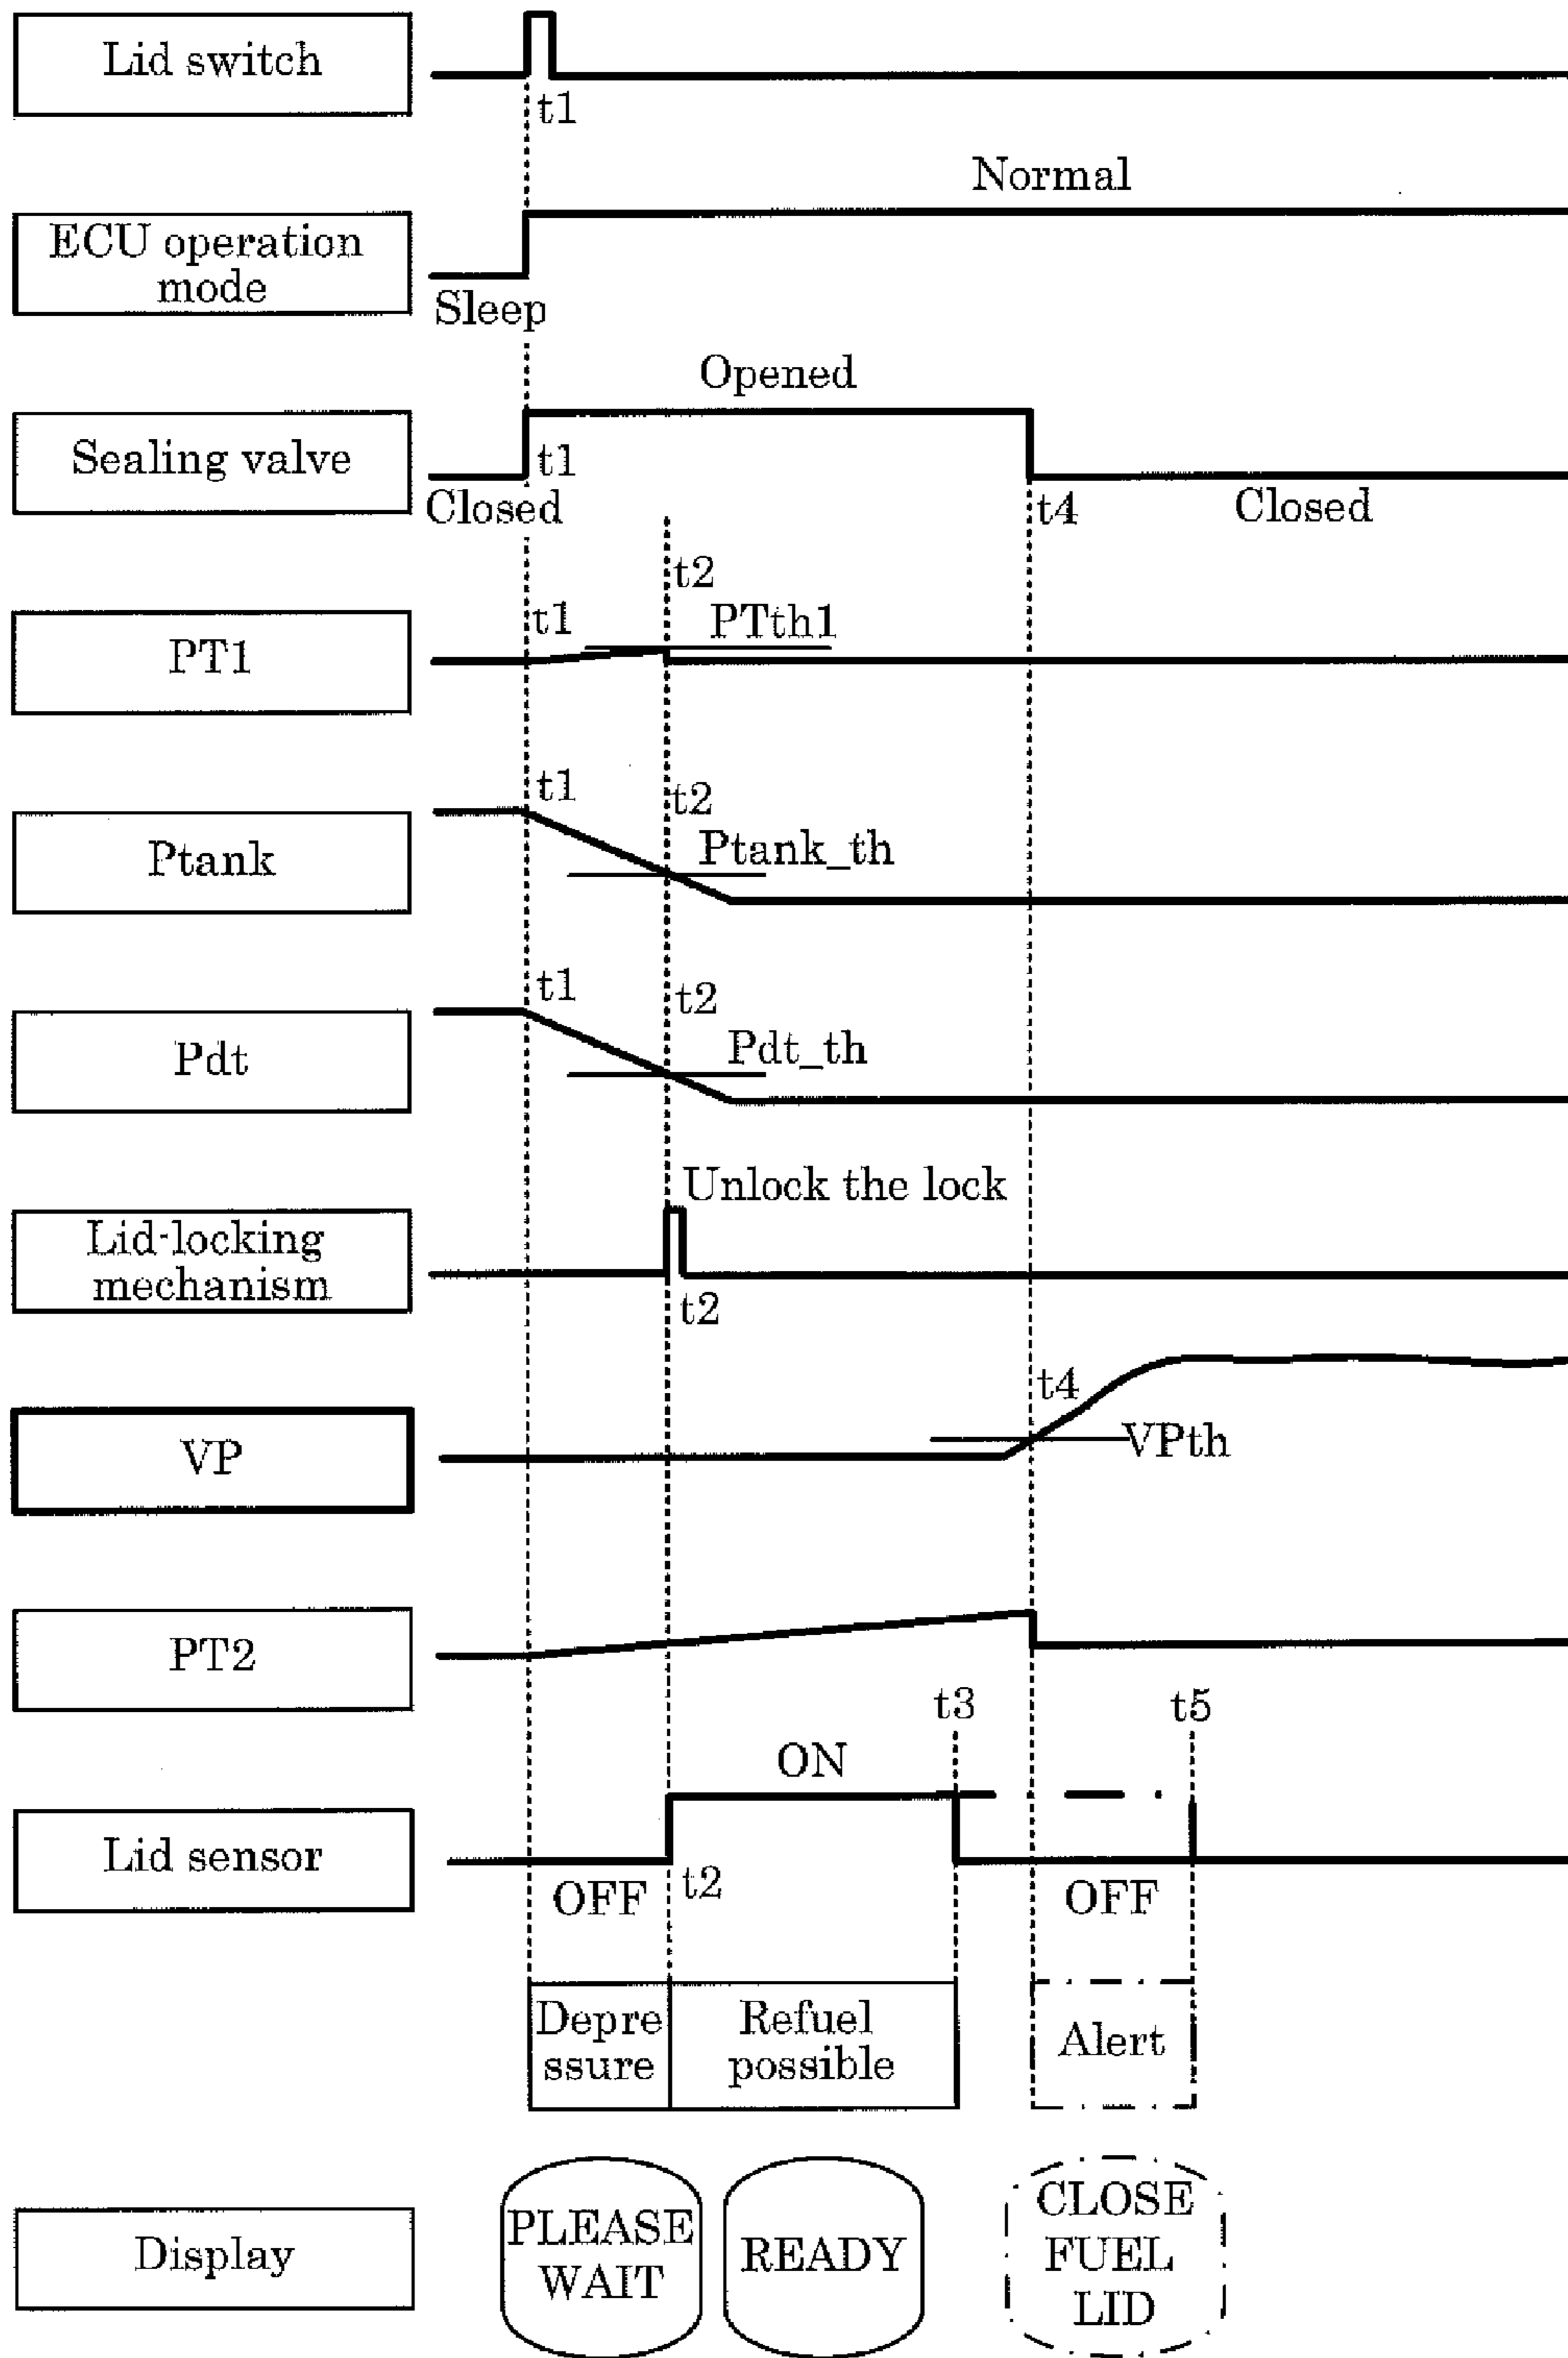 Lid switch
t1
Normal
ECU operation
mode
Sleep
Opened
Sealing valve
t1
Closed
t4
Closed
t2
t1
PTth1
PT1
t1
t2
Ptank_th
Ptank
t1
t2
Pdt_th
Pdt
Unlock the lock
Lid-locking
mechanism
t2
t4
VPth
VP
PT2
t3
t5
ON
Lid sensor
OFF
t2
OFF
Depre
ssure
Refuel
possible
Alert
Display
PLEASE
WAIT
READY
CLOSE
FUEL
LID